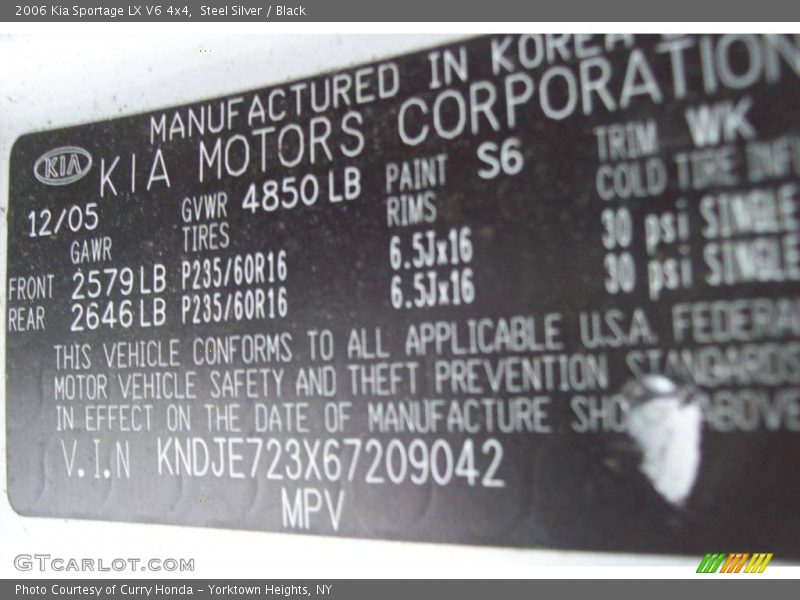 2006 Kia Sportage LX V6 4x4,  Steel Silver / Black
MANUFACTURED IN KOREA
KIA KIA MOTORS CORPORATION
12/05 GVWR 4850 LB PAINT S6 TRIM WK
GAWR TIRES RIMS COLD TIRE
FRONT 2579 LB P235/60R16 6.5Jx16 30 psi SINGLE
REAR 2646 LB P235/60R16 6.5Jx16 30 psi SINGLE
THIS VEHICLE CONFORMS TO ALL APPLICABLE U.S.A. FEDERAL
MOTOR VEHICLE SAFETY AND THEFT PREVENTION STANDARDS
IN EFFECT ON THE DATE OF MANUFACTURE ABOVE
V.I.N KNDJE723X67209042
MPV
GTCARLOT.COM
Photo Courtesy of Curry Honda - Yorktown Heights, NY